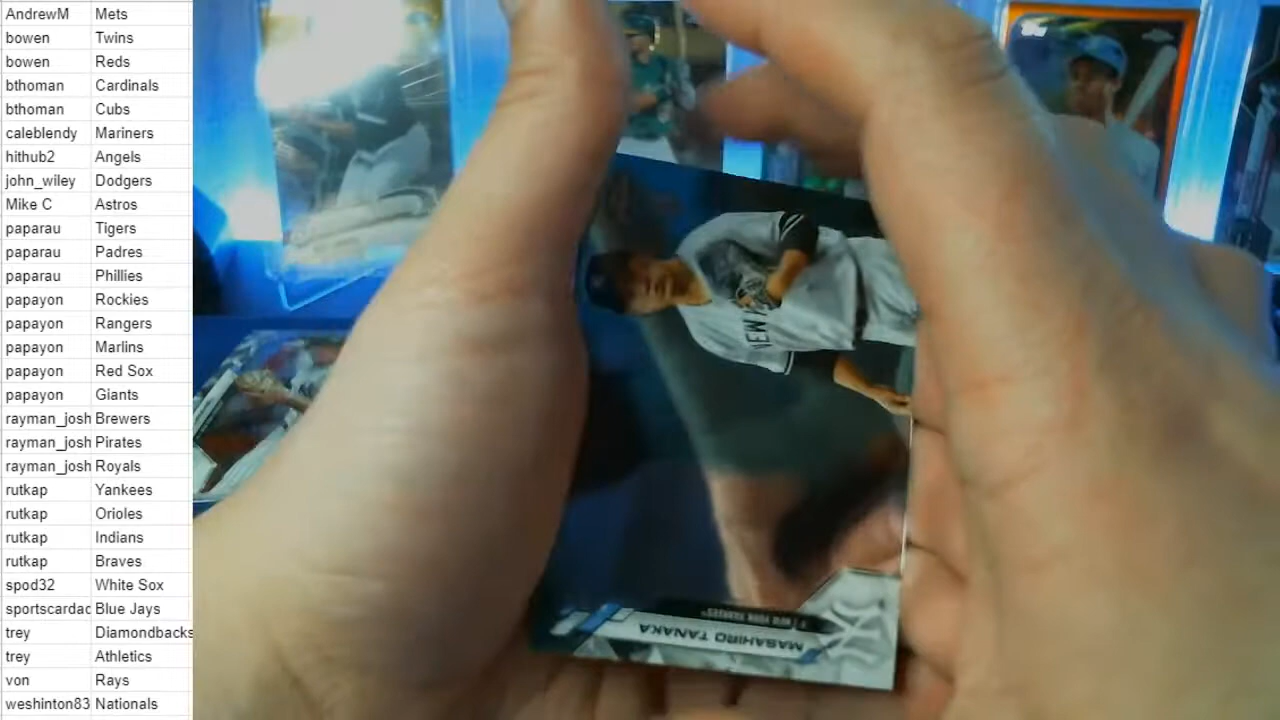 AndrewM Mets
bowen Twins
bowen Reds
bthoman Cardinals
bthoman Cubs
caleblendy Mariners
hithub2 Angels
john_wiley Dodgers
Mike C Astros
paparau Tigers
paparau Padres
paparau Phillies
papayon Rockies
papayon Rangers
papayon Marlins
papayon Red Sox
papayon Giants
rayman_josh Brewers
rayman_josh Pirates
rayman_josh Royals
rutkap Yankees
rutkap Orioles
rutkap Indians
rutkap Braves
spod32 White Sox
sportscardac Blue Jays
trey Diamondbacks
trey Athletics
von Rays
weshinton83 Nationals
NEW
MASAHIRO TANAKA
NEW YORK YANKEES